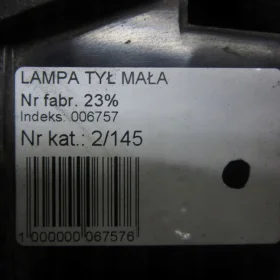 LAMPA TYŁ MAŁA
Nr fabr. 23%
Indeks: 006757
Nr kat.: 2/145
1 000000 067576